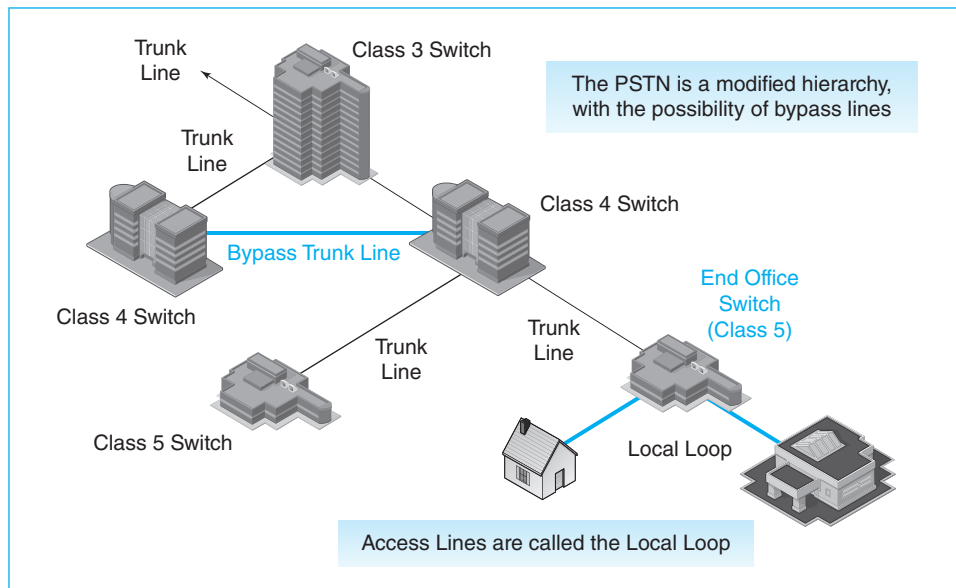 Class 3 Switch
Trunk
Line
The PSTN is a modified hierarchy,
with the possibility of bypass lines
Trunk
Line
Class 4 Switch
Bypass Trunk Line
Class 4 Switch
End Office
Switch
(Class 5)
Trunk
Line
Trunk
Line
Class 5 Switch
Local Loop
Access Lines are called the Local Loop